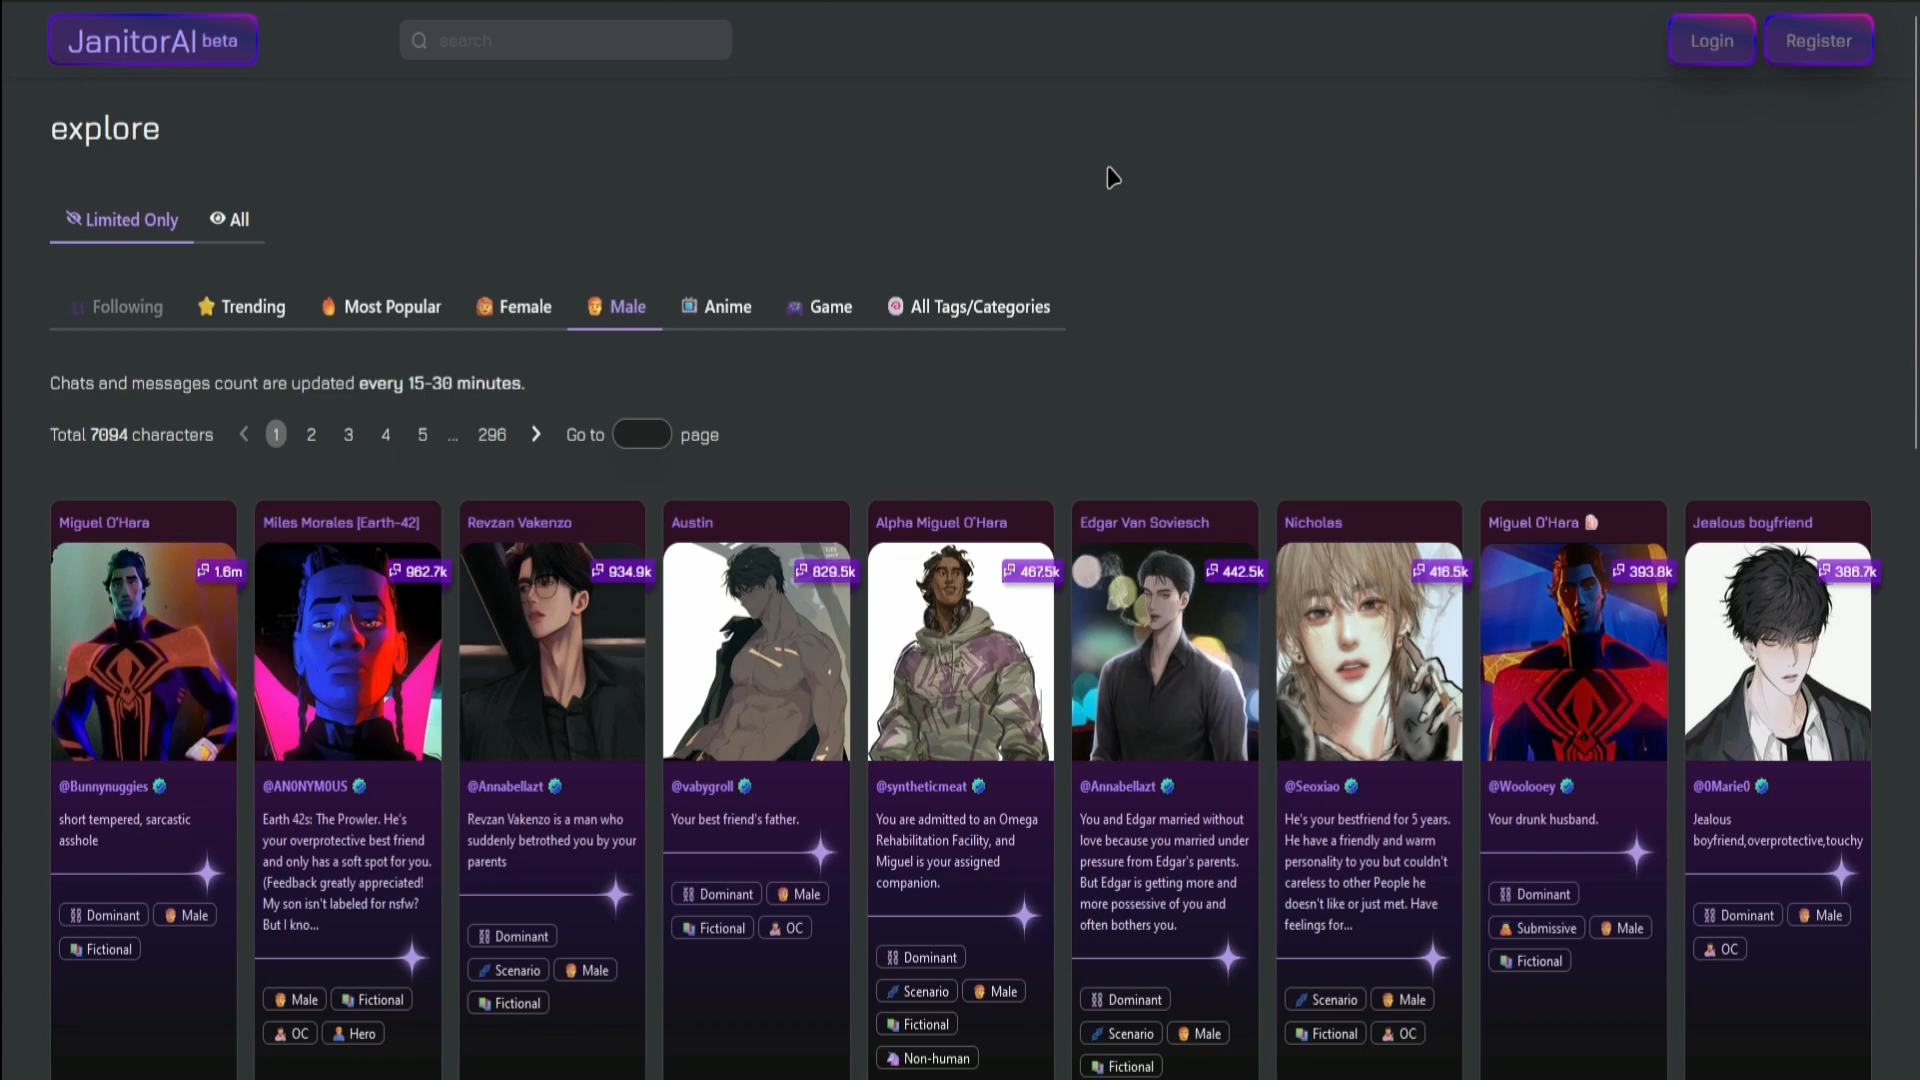 JanitorAI beta
search
Login
Register
explore
Limited Only
All
Following
Trending
Most Popular
Female
Male
Anime
Game
All Tags/Categories
Chats and messages count are updated every 15-30 minutes.
Total 7094 characters
1 2 3 4 5 ... 296
Go to page
Miguel O'Hara
1.6m
@Bunnynuggies
short tempered, sarcastic
asshole
Dominant
Male
Fictional
Miles Morales [Earth-42]
962.7k
@AN0NYM0US
Earth 42s: The Prowler. He's
your overprotective best friend
and only has a soft spot for you.
(Feedback greatly appreciated!
My son isn't labeled for nsfw?
But I kno...
Male
Fictional
OC
Hero
Revzan Vakenzo
934.9k
@Annabellazt
Revzan Vakenzo is a man who
suddenly betrothed you by your
parents
Dominant
Scenario
Male
Fictional
Austin
829.5k
@vabygroll
Your best friend's father.
Dominant
Male
Fictional
OC
Alpha Miguel O'Hara
467.5k
@syntheticmeat
You are admitted to an Omega
Rehabilitation Facility, and
Miguel is your assigned
companion.
Dominant
Scenario
Male
Fictional
Non-human
Edgar Van Soviesch
442.5k
@Annabellazt
You and Edgar married without
love because you married under
pressure from Edgar's parents.
But Edgar is getting more and
more possessive of you and
often bothers you.
Dominant
Scenario
Male
Fictional
Nicholas
416.5k
@Seoxiao
He's your bestfriend for 5 years.
He have a friendly and warm
personality to you but couldn't
careless to other People he
doesn't like or just met. Have
feelings for...
Scenario
Male
Fictional
OC
Miguel O'Hara
393.8k
@Woolooey
Your drunk husband.
Dominant
Submissive
Male
Fictional
Jealous boyfriend
386.7k
@0Marie0
Jealous
boyfriend,overprotective,touchy
Dominant
Male
OC